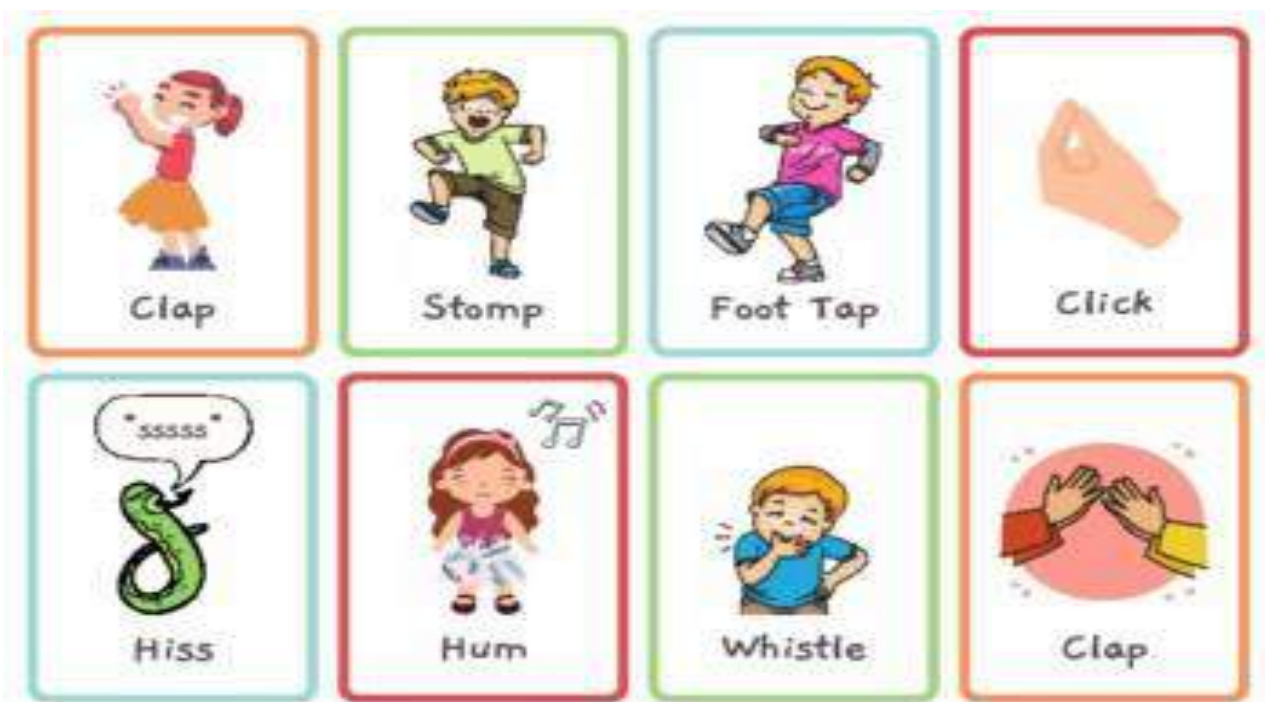 Clap
Stomp
Foot Tap
Click
"sssss"
Hiss
Hum
Whistle
Clap